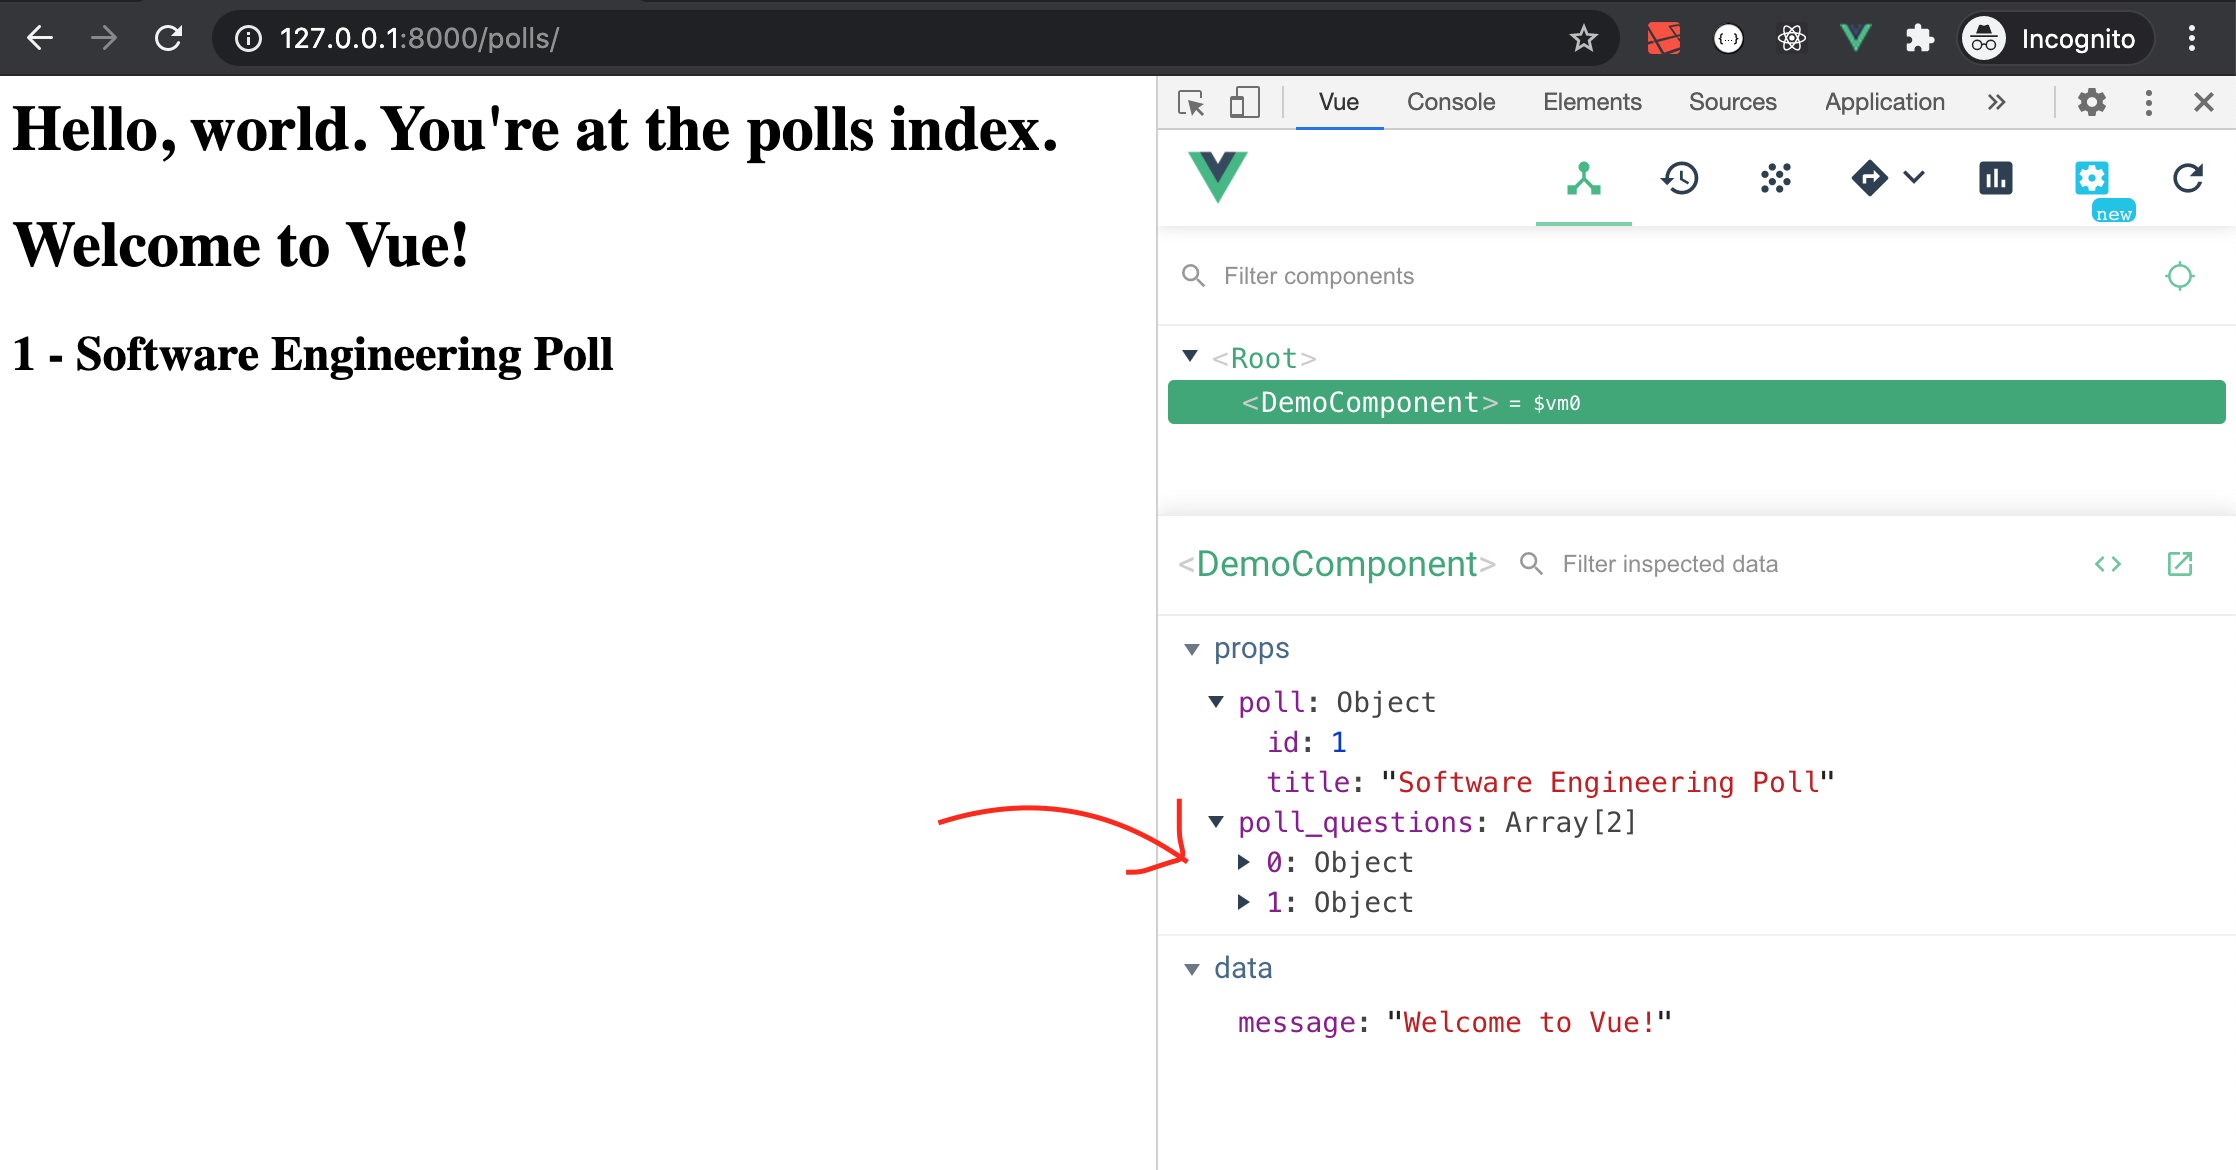 127.0.0.1:8000/polls/
Incognito
Hello, world. You're at the polls index.
Welcome to Vue!
1 - Software Engineering Poll
Vue Console Elements Sources Application
new
Filter components
<Root>
<DemoComponent> = $vm0
<DemoComponent> Filter inspected data
props
poll: Object
id: 1
title: "Software Engineering Poll"
poll_questions: Array[2]
0: Object
1: Object
data
message: "Welcome to Vue!"